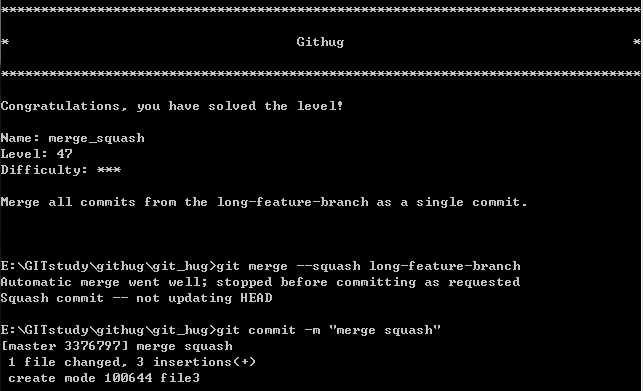 ********************************************************************************
*                                    Githug                                    *
********************************************************************************
Congratulations, you have solved the level!
Name: merge_squash
Level: 47
Difficulty: ***
Merge all commits from the long-feature-branch as a single commit.
E:\GITstudy\githug\git_hug>git merge --squash long-feature-branch
Automatic merge went well; stopped before committing as requested
Squash commit -- not updating HEAD
E:\GITstudy\githug\git_hug>git commit -m "merge squash"
[master 3376797] merge squash
 1 file changed, 3 insertions(+)
 create mode 100644 file3